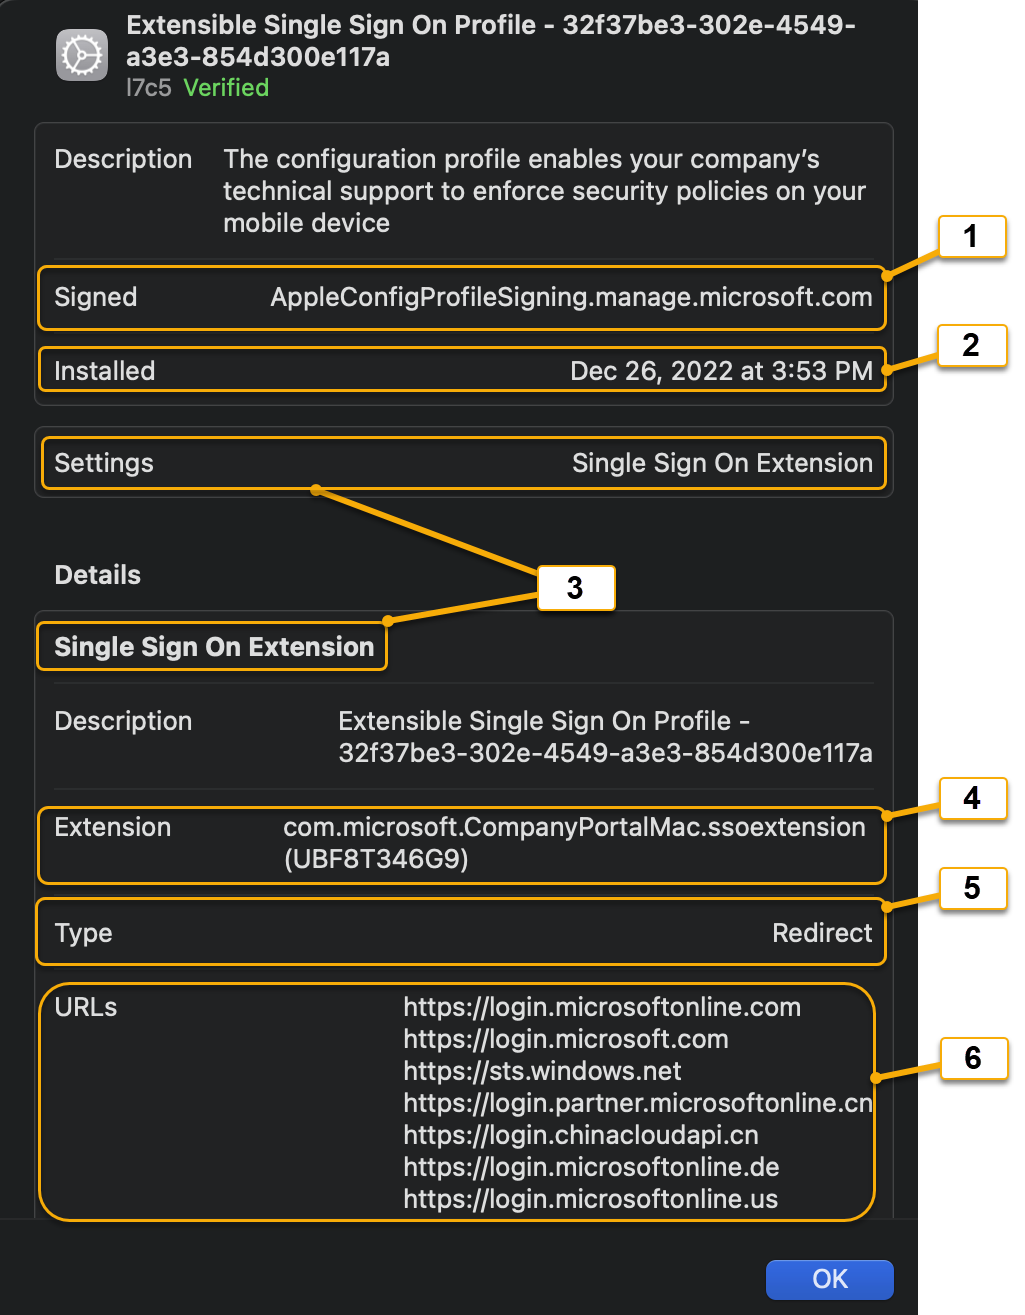 Extensible Single Sign On Profile - 32f37be3-302e-4549-
a3e3-854d300e117a
l7c5 Verified
Description The configuration profile enables your company’s
technical support to enforce security policies on your
mobile device
1
Signed AppleConfigProfileSigning.manage.microsoft.com
2
Installed Dec 26, 2022 at 3:53 PM
Settings Single Sign On Extension
Details
3
Single Sign On Extension
Description Extensible Single Sign On Profile -
32f37be3-302e-4549-a3e3-854d300e117a
4
Extension com.microsoft.CompanyPortalMac.ssoextension
(UBF8T346G9)
5
Type Redirect
URLs https://login.microsoftonline.com
https://login.microsoft.com
6
https://sts.windows.net
https://login.partner.microsoftonline.cn
https://login.chinacloudapi.cn
https://login.microsoftonline.de
https://login.microsoftonline.us
OK